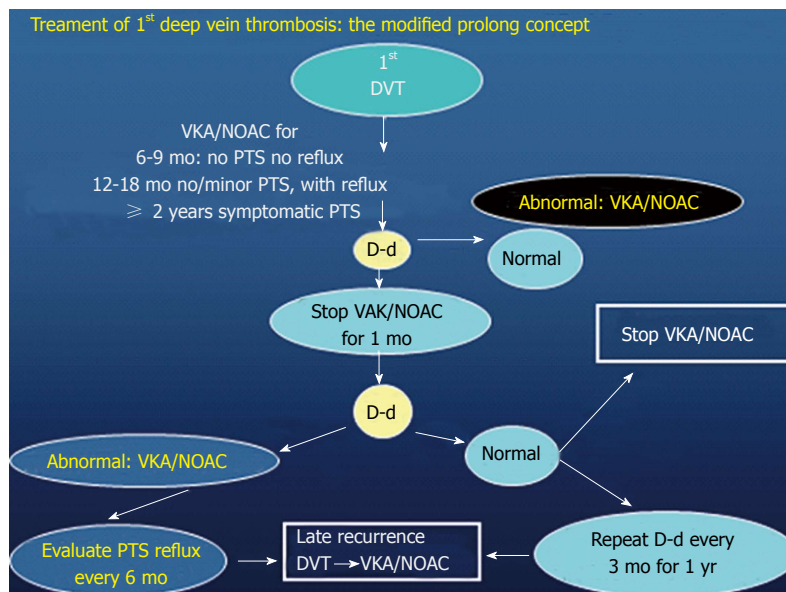 Treament of 1st deep vein thrombosis: the modified prolong concept
1st
DVT
VKA/NOAC for
6-9 mo: no PTS no reflux
12-18 mo no/minor PTS, with reflux
≥ 2 years symptomatic PTS
Abnormal: VKA/NOAC
D-d
Normal
Stop VAK/NOAC
for 1 mo
Stop VKA/NOAC
D-d
Abnormal: VKA/NOAC
Normal
Evaluate PTS reflux
every 6 mo
Late recurrence
DVT → VKA/NOAC
Repeat D-d every
3 mo for 1 yr